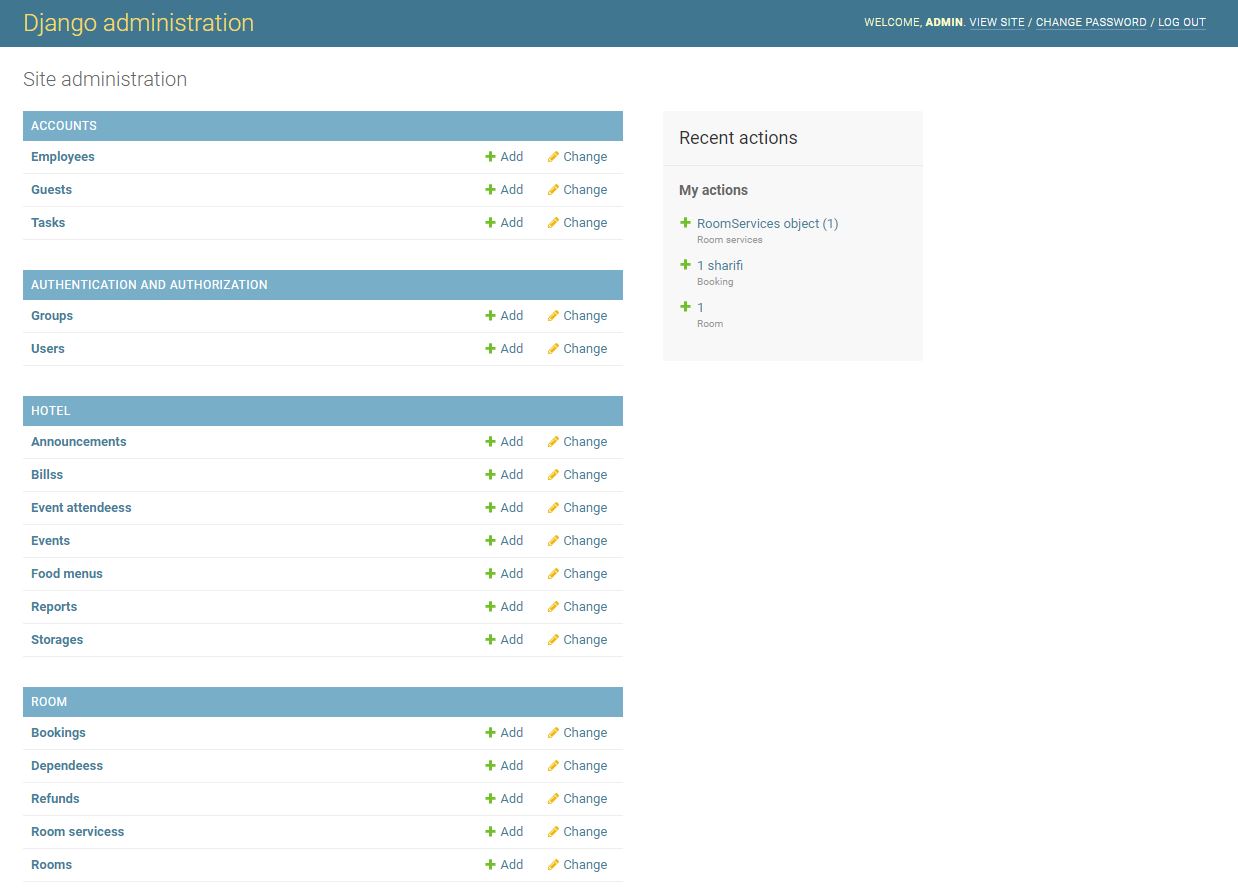 Django administration
WELCOME, ADMIN. VIEW SITE / CHANGE PASSWORD / LOG OUT
Site administration
ACCOUNTS
Employees Add Change
Guests Add Change
Tasks Add Change
AUTHENTICATION AND AUTHORIZATION
Groups Add Change
Users Add Change
HOTEL
Announcements Add Change
Billss Add Change
Event attendeess Add Change
Events Add Change
Food menus Add Change
Reports Add Change
Storages Add Change
ROOM
Bookings Add Change
Dependeess Add Change
Refunds Add Change
Room servicess Add Change
Rooms Add Change
Recent actions
My actions
RoomServices object (1)
Room services
1 sharifi
Booking
1
Room